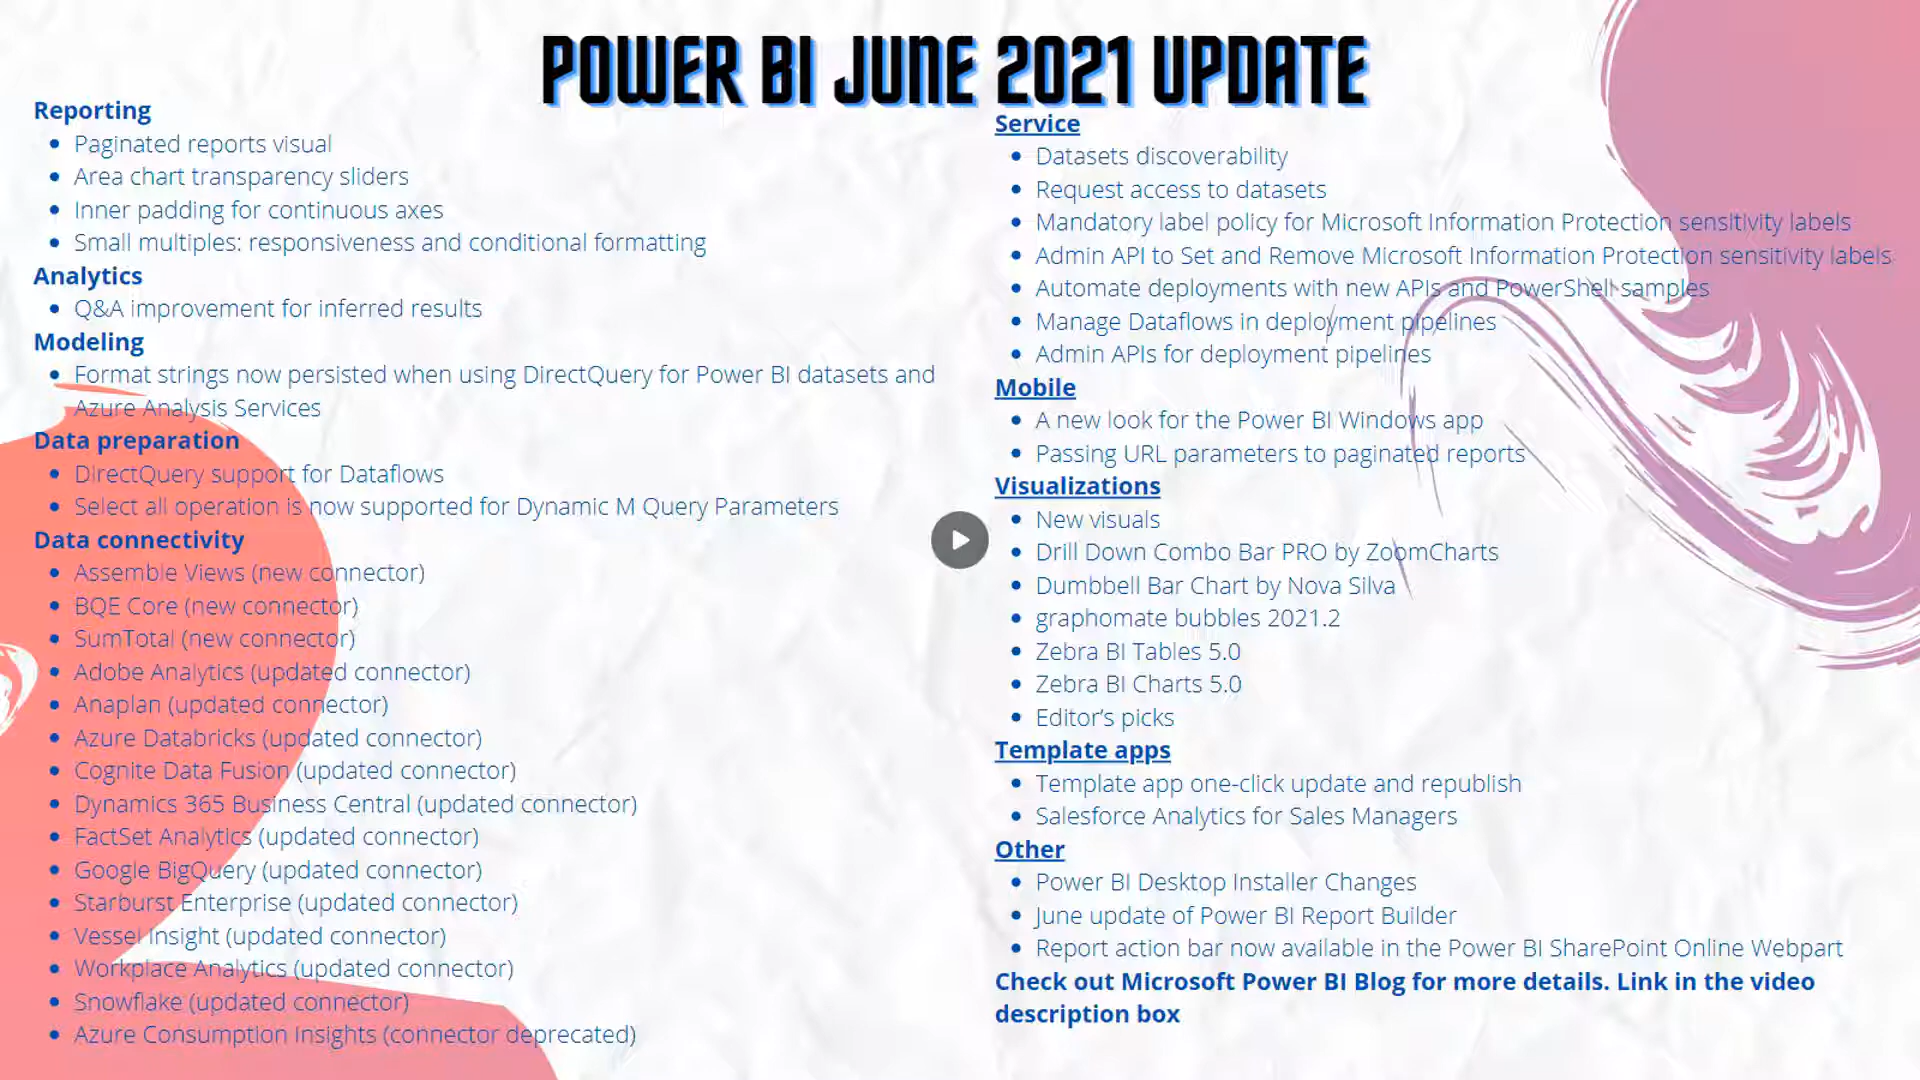 POWER BI JUNE 2021 UPDATE
Reporting
• Paginated reports visual
• Area chart transparency sliders
• Inner padding for continuous axes
• Small multiples: responsiveness and conditional formatting
Analytics
• Q&A improvement for inferred results
Modeling
• Format strings now persisted when using DirectQuery for Power BI datasets and
Azure Analysis Services
Data preparation
• DirectQuery support for Dataflows
• Select all operation is now supported for Dynamic M Query Parameters
Data connectivity
• Assemble Views (new connector)
• BQE Core (new connector)
• SumTotal (new connector)
• Adobe Analytics (updated connector)
• Anaplan (updated connector)
• Azure Databricks (updated connector)
• Cognite Data Fusion (updated connector)
• Dynamics 365 Business Central (updated connector)
• FactSet Analytics (updated connector)
• Google BigQuery (updated connector)
• Starburst Enterprise (updated connector)
• Vessel Insight (updated connector)
• Workplace Analytics (updated connector)
• Snowflake (updated connector)
• Azure Consumption Insights (connector deprecated)
Service
• Datasets discoverability
• Request access to datasets
• Mandatory label policy for Microsoft Information Protection sensitivity labels
• Admin API to Set and Remove Microsoft Information Protection sensitivity labels
• Automate deployments with new APIs and PowerShell samples
• Manage Dataflows in deployment pipelines
• Admin APIs for deployment pipelines
Mobile
• A new look for the Power BI Windows app
• Passing URL parameters to paginated reports
Visualizations
• New visuals
• Drill Down Combo Bar PRO by ZoomCharts
• Dumbbell Bar Chart by Nova Silva
• graphomate bubbles 2021.2
• Zebra BI Tables 5.0
• Zebra BI Charts 5.0
• Editor’s picks
Template apps
• Template app one-click update and republish
• Salesforce Analytics for Sales Managers
Other
• Power BI Desktop Installer Changes
• June update of Power BI Report Builder
• Report action bar now available in the Power BI SharePoint Online Webpart
Check out Microsoft Power BI Blog for more details. Link in the video
description box